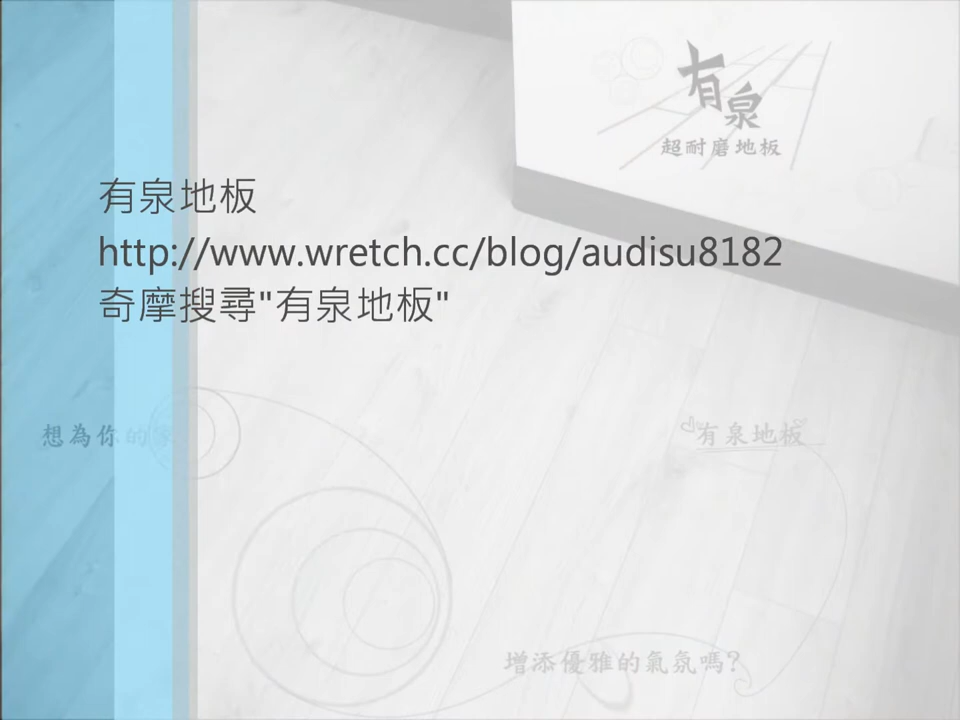 有泉
超耐磨地板
有泉地板
http://www.wretch.cc/blog/audisu8182
奇摩搜尋"有泉地板"
想為你的家
有泉地板
增添優雅的氣氛嗎?